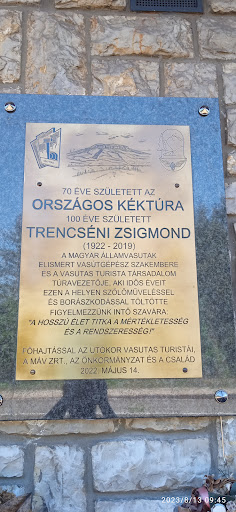 70 ÉVE SZÜLETETT AZ
ORSZÁGOS KÉKTÚRA
100 ÉVE SZÜLETETT
TRENCSÉNI ZSIGMOND
(1922 - 2019)
A MAGYAR ÁLLAMVASUTAK
ELISMERT VASÚTGÉPÉSZ SZAKEMBERE
ÉS A VASUTAS TURISTA TÁRSADALOM
TÚRAVEZETŐJE, AKI IDŐS ÉVEIT
EZEN A HELYEN SZŐLŐMŰVELÉSSEL
ÉS BORÁSZKODÁSSAL TÖLTÖTTE
FIGYELMEZZÜNK INTŐ SZAVÁRA:
"A HOSSZÚ ÉLET TITKA A MÉRTÉKLETESSÉG
ÉS A RENDSZERESSÉG!"
FŐHAJTÁSSAL AZ UTÓKOR VASUTAS TURISTÁI,
A MÁV ZRT., AZ ÖNKORMÁNYZAT ÉS A CSALÁD
2022. MÁJUS 14.
2023/8/13 09:45